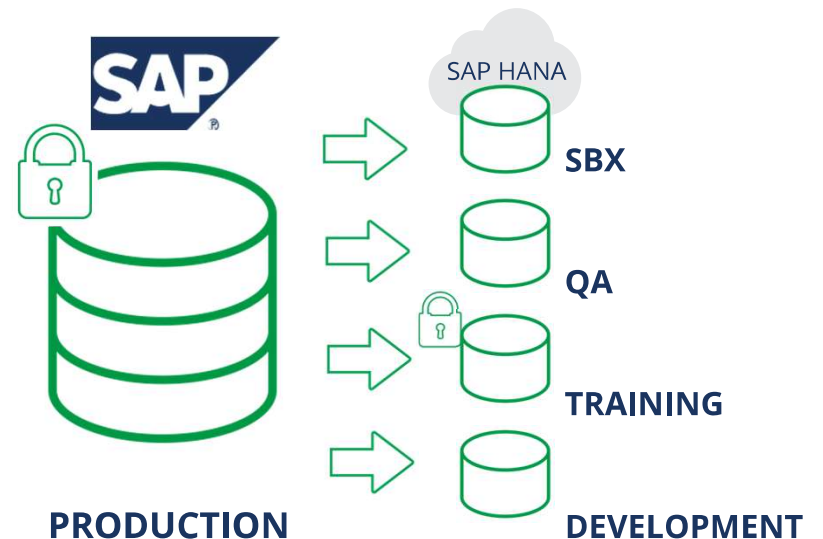 SAP
®
SAP HANA
SBX
QA
TRAINING
PRODUCTION
DEVELOPMENT